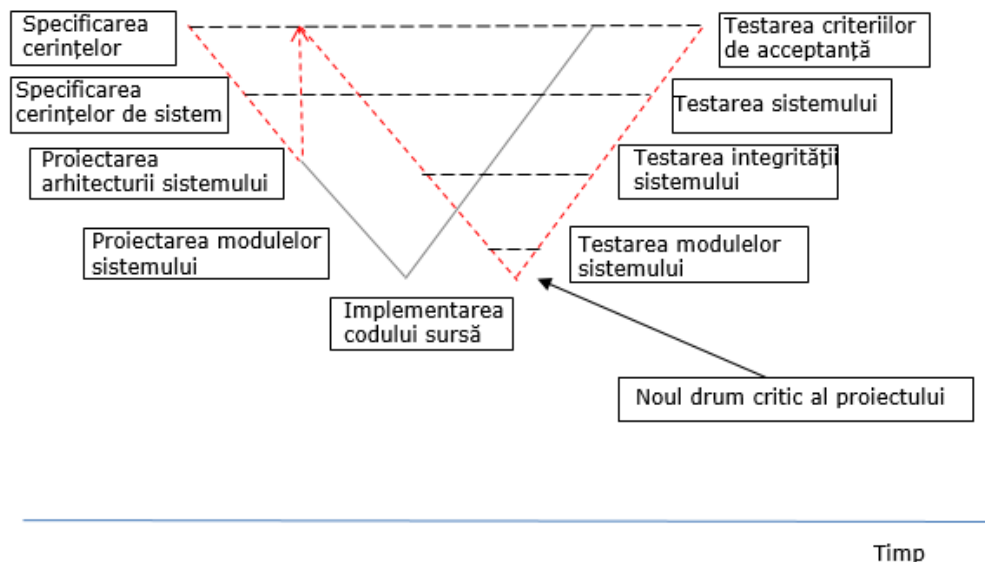 Specificarea
cerințelor
Testarea criteriilor
de acceptanță
Specificarea
cerințelor de sistem
Testarea sistemului
Proiectarea
arhitecturii sistemului
Testarea integrității
sistemului
Proiectarea modulelor
sistemului
Testarea modulelor
sistemului
Implementarea
codului sursă
Noul drum critic al proiectului
Timp